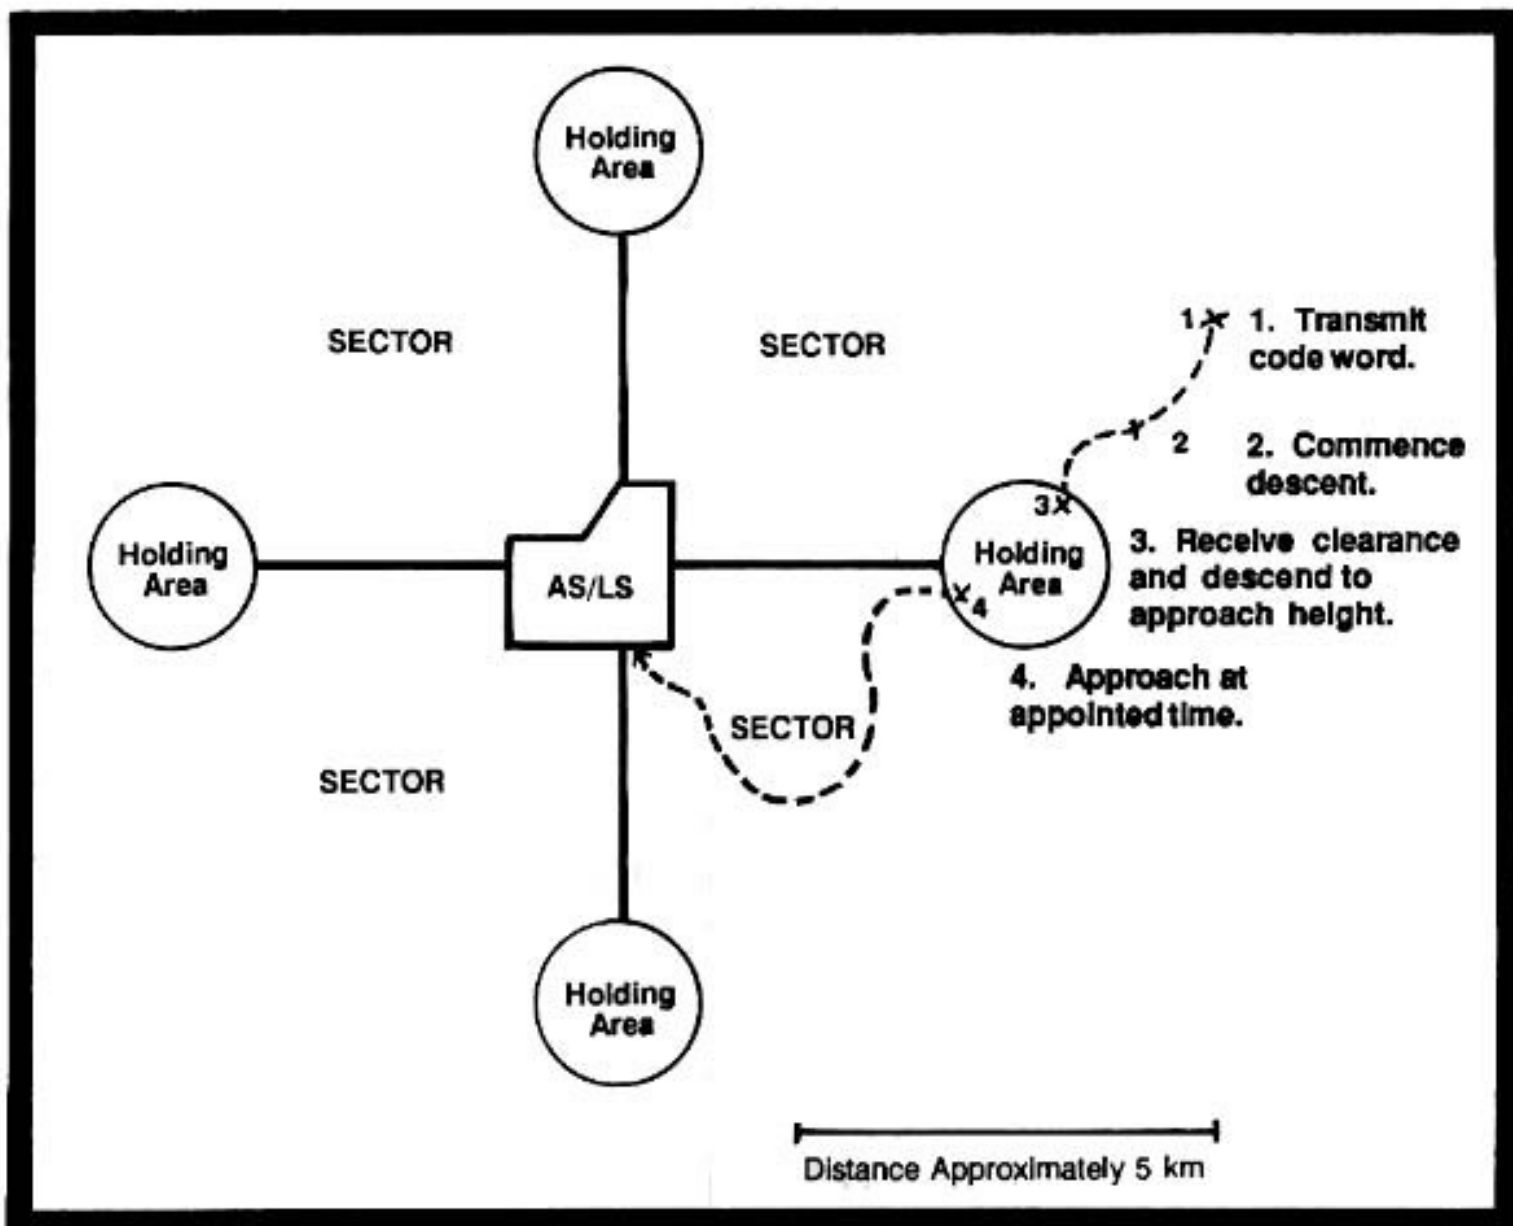 Holding
Area
SECTOR
SECTOR
1
1. Transmit
code word.
2
2. Commence
descent.
3
Holding
Area
AS/LS
Holding
Area
4
3. Receive clearance
and descend to
approach height.
4. Approach at
appointed time.
SECTOR
SECTOR
Holding
Area
Distance Approximately 5 km